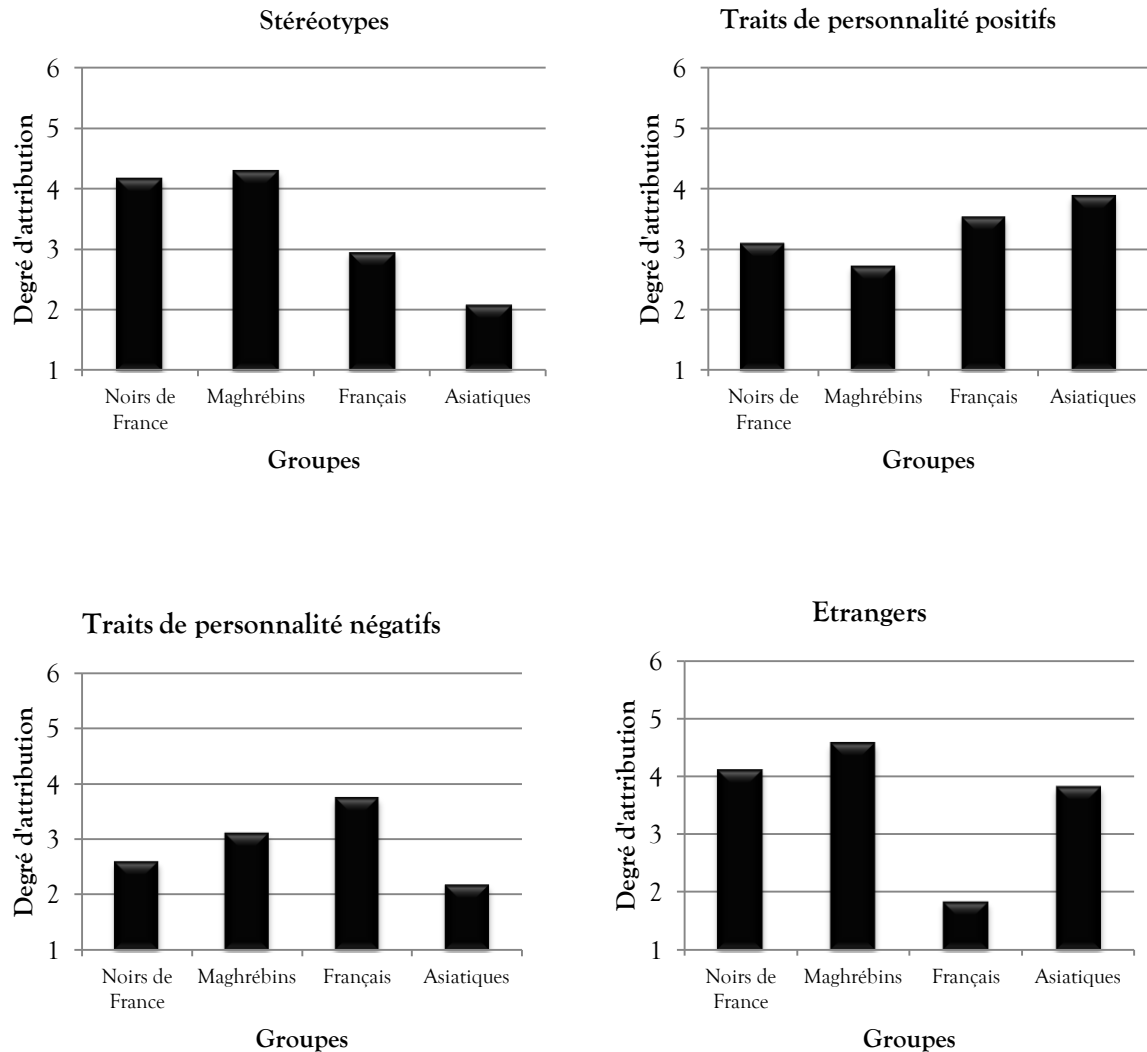 Stéréotypes
6
5
4
3
2
1
Degré d'attribution
Noirs de
France
Maghrébins
Français
Asiatiques
Groupes
Traits de personnalité positifs
6
5
4
3
2
1
Degré d'attribution
Noirs de
France
Maghrébins
Français
Asiatiques
Groupes
Traits de personnalité négatifs
6
5
4
3
2
1
Degré d'attribution
Noirs de
France
Maghrébins
Français
Asiatiques
Groupes
Etrangers
6
5
4
3
2
1
Degré d'attribution
Noirs de
France
Maghrébins
Français
Asiatiques
Groupes